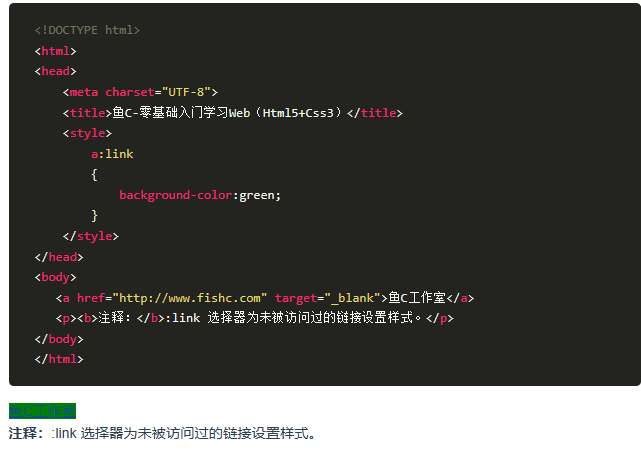 <!DOCTYPE html>
<html>
<head>
    <meta charset="UTF-8">
    <title>鱼C-零基础入门学习Web（Html5+Css3）</title>
    <style>
        a:link
        {
            background-color:green;
        }
    </style>
</head>
<body>
   <a href="http://www.fishc.com" target="_blank">鱼C工作室</a>
   <p><b>注释：</b>:link 选择器为未被访问过的链接设置样式。</p>
</body>
</html>
鱼C工作室
注释：:link 选择器为未被访问过的链接设置样式。